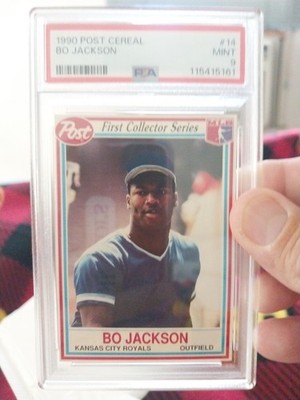 1990 POST CEREAL #14
BO JACKSON MINT
9
PSA 115415161
Post First Collector Series MLB
BO JACKSON
KANSAS CITY ROYALS OUTFIELD